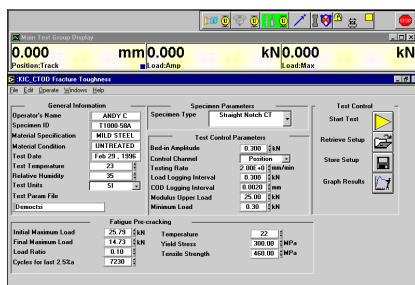 STOP
Main Test Group Display
0.000 mm 0.000 kN 0.000 kN
Position:Track Load:Amp Load:Max
:KIC_CTOD Fracture Toughness
File Edit Operate Windows Help
General Information
Operator's Name ANDY C
Specimen ID T1000-58A
Material Specification MILD STEEL
Material Condition UNTREATED
Test Date Feb 29, 1996
Test Temperature 23
Relative Humidity 35
Test Units SI
Test Param File
Democtsi
Specimen Parameters
Specimen Type Straight Notch CT
Test Control Parameters
Bed-in Amplitude 0.300 kN
Control Channel Position
Testing Rate 2.00E+0 mm/min
Load Logging Interval 0.300 kN
COD Logging Interval 0.0020 mm
Modulus Upper Load 25.00 kN
Minimum Load 0.30 kN
Test Control
Start Test
Retrieve Setup
Store Setup
Graph Results
Fatigue Pre-cracking
Initial Maximum Load 25.79 kN
Final Maximum Load 14.73 kN
Load Ratio 0.10
Cycles for last 2.5%a 7230
Temperature 22
Yield Stress 300.00 MPa
Tensile Strength 460.00 MPa